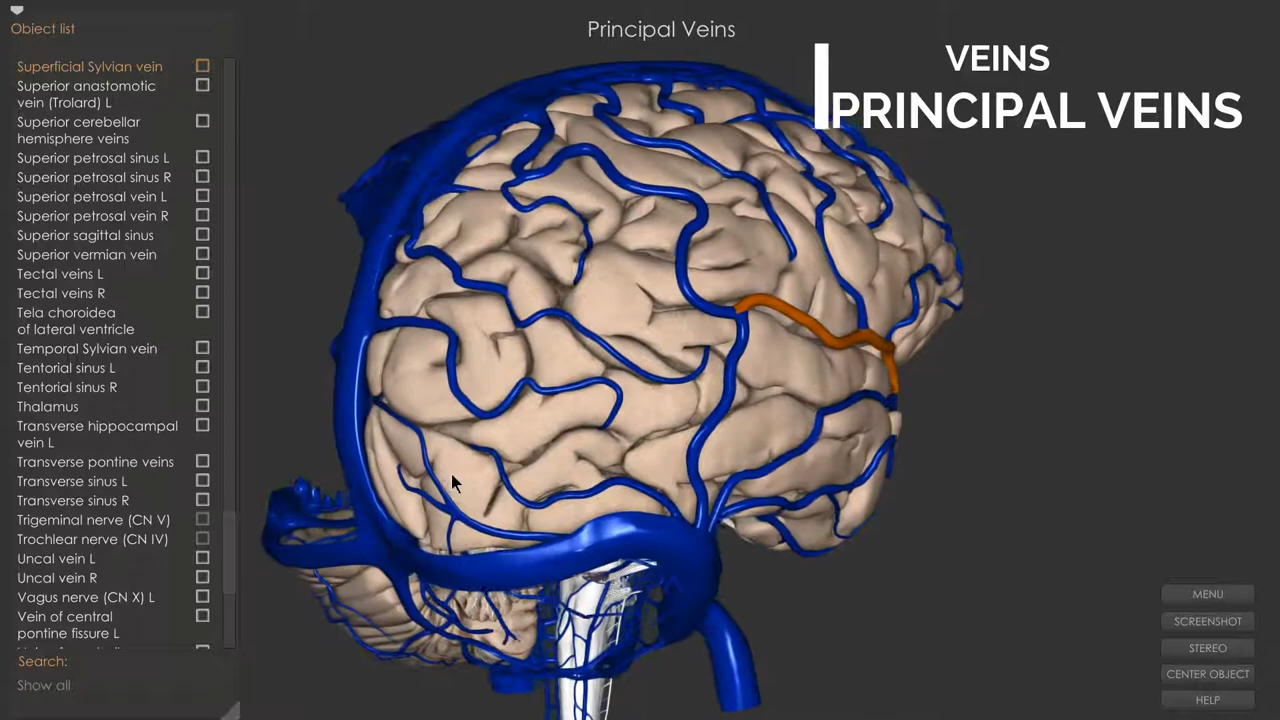 Object list
Principal Veins
VEINS
PRINCIPAL VEINS
Superficial Sylvian vein
Superior anastomotic
vein (Trolard) L
Superior cerebellar
hemisphere veins
Superior petrosal sinus L
Superior petrosal sinus R
Superior petrosal vein L
Superior petrosal vein R
Superior sagittal sinus
Superior vermian vein
Tectal veins L
Tectal veins R
Tela choroidea
of lateral ventricle
Temporal Sylvian vein
Tentorial sinus L
Tentorial sinus R
Thalamus
Transverse hippocampal
vein L
Transverse pontine veins
Transverse sinus L
Transverse sinus R
Trigeminal nerve (CN V)
Trochlear nerve (CN IV)
Uncal vein L
Uncal vein R
Vagus nerve (CN X) L
Vein of central
pontine fissure L
Search:
Show all
MENU
SCREENSHOT
STEREO
CENTER OBJECT
HELP